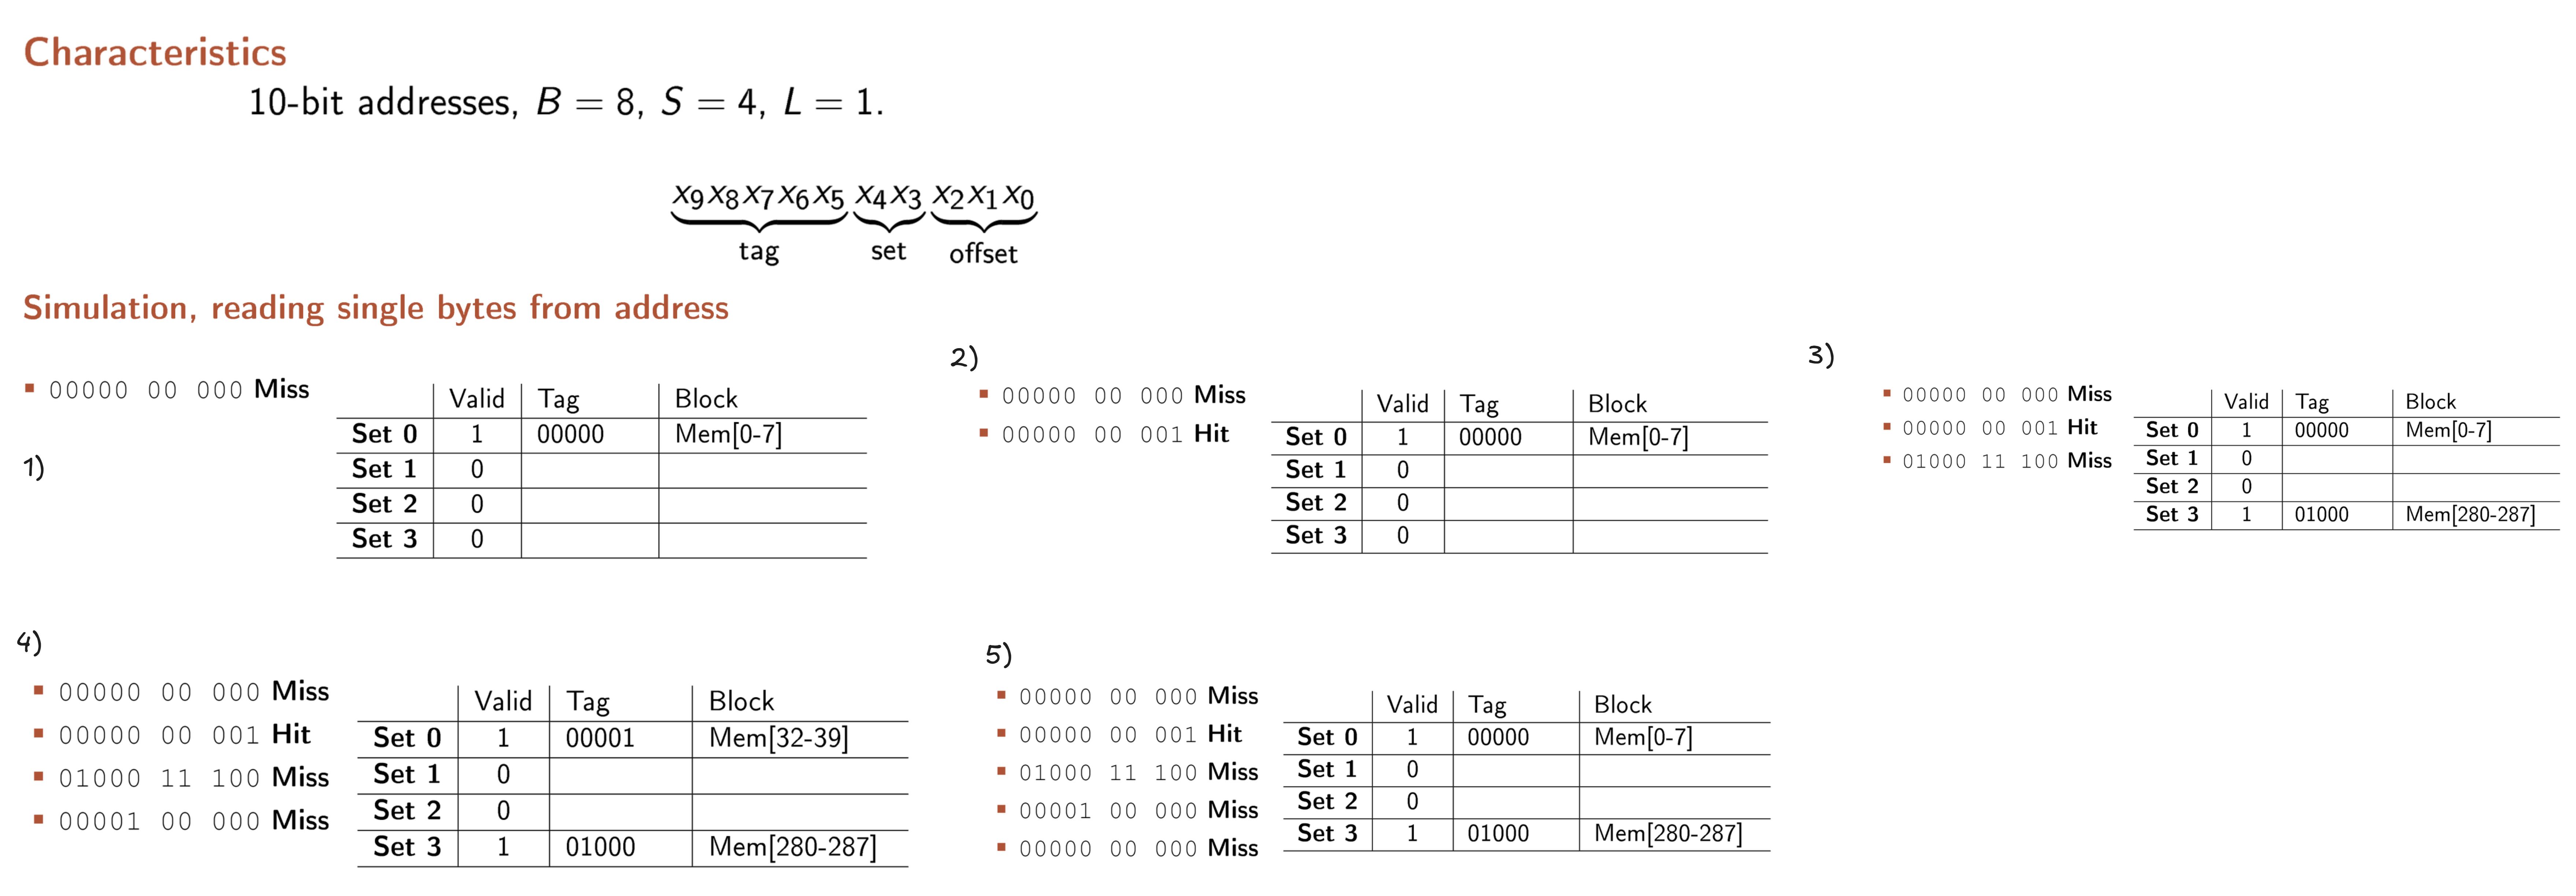 Characteristics
10-bit addresses, B = 8, S = 4, L = 1.
x₉x₈x₇x₆x₅ x₄x₃ x₂x₁x₀
tag set offset
Simulation, reading single bytes from address
1)
00000 00 000 Miss
Valid Tag Block
Set 0 1 00000 Mem[0-7]
Set 1 0
Set 2 0
Set 3 0
2)
00000 00 000 Miss
00000 00 001 Hit
Valid Tag Block
Set 0 1 00000 Mem[0-7]
Set 1 0
Set 2 0
Set 3 0
3)
00000 00 000 Miss
00000 00 001 Hit
01000 11 100 Miss
Valid Tag Block
Set 0 1 00000 Mem[0-7]
Set 1 0
Set 2 0
Set 3 1 01000 Mem[280-287]
4)
00000 00 000 Miss
00000 00 001 Hit
01000 11 100 Miss
00001 00 000 Miss
Valid Tag Block
Set 0 1 00001 Mem[32-39]
Set 1 0
Set 2 0
Set 3 1 01000 Mem[280-287]
5)
00000 00 000 Miss
00000 00 001 Hit
01000 11 100 Miss
00001 00 000 Miss
00000 00 000 Miss
Valid Tag Block
Set 0 1 00000 Mem[0-7]
Set 1 0
Set 2 0
Set 3 1 01000 Mem[280-287]